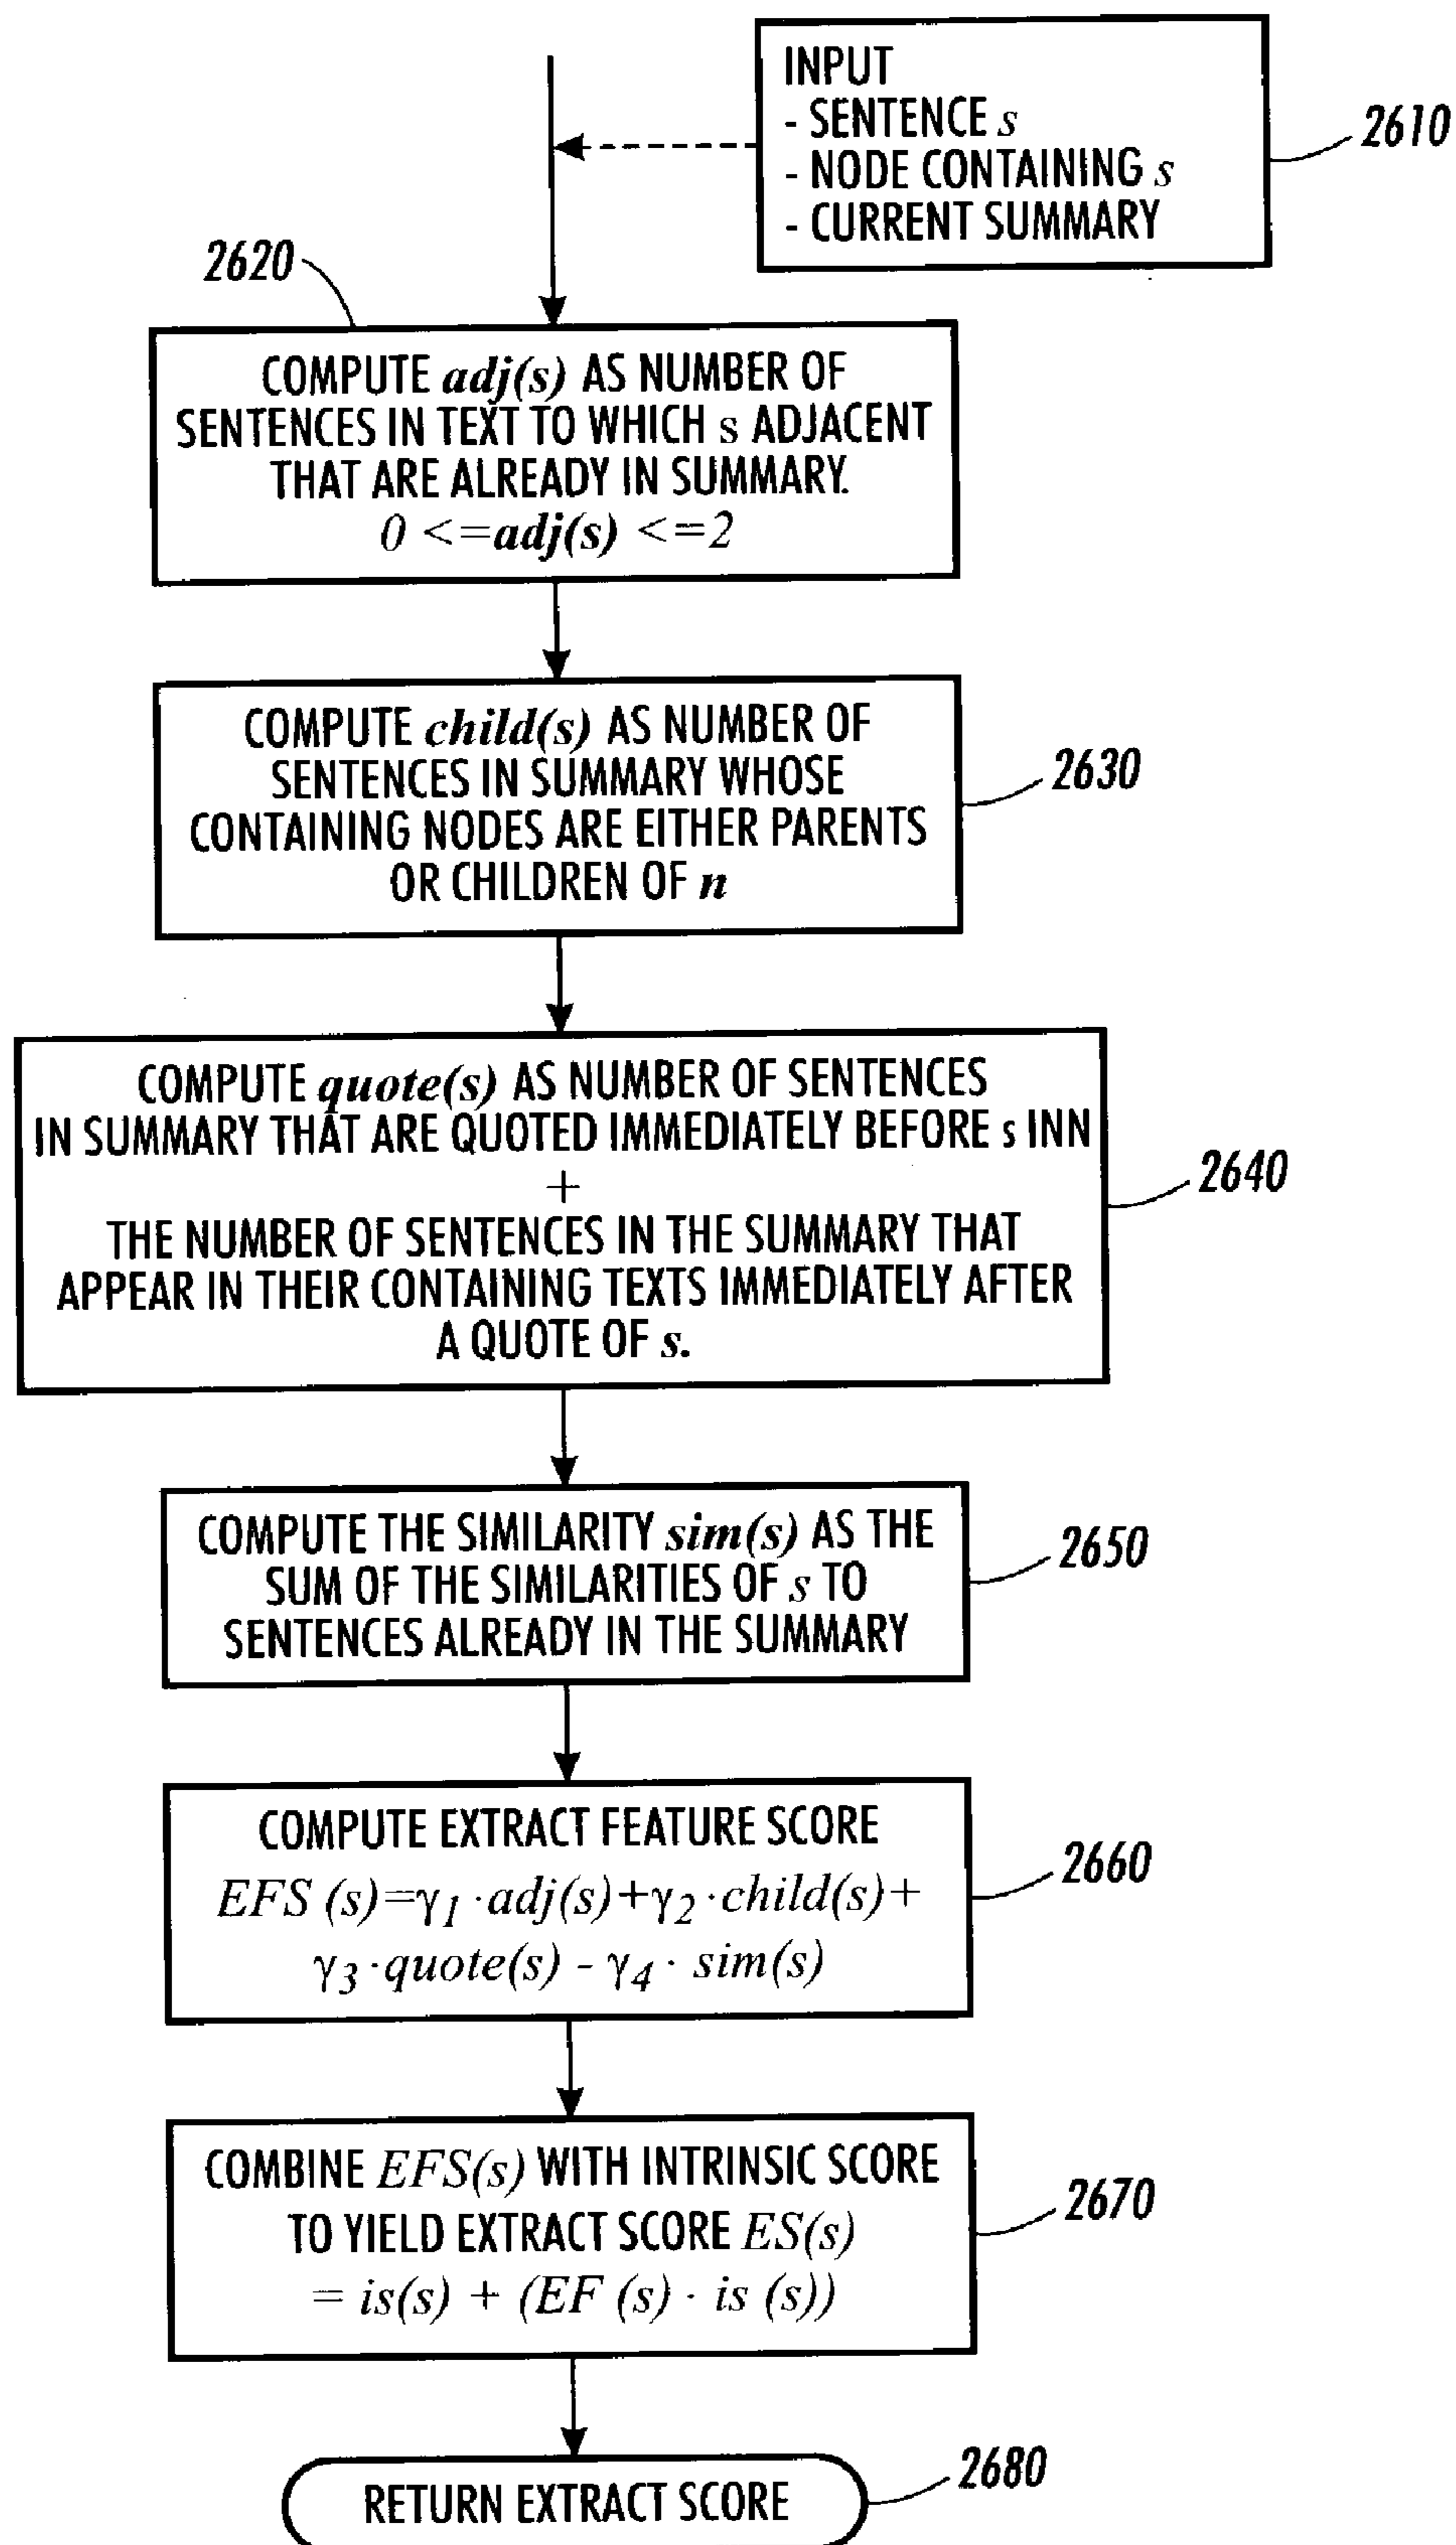 INPUT
- SENTENCE s
- NODE CONTAINING s
- CURRENT SUMMARY
2610
2620
COMPUTE adj(s) AS NUMBER OF
SENTENCES IN TEXT TO WHICH s ADJACENT
THAT ARE ALREADY IN SUMMARY.
0 <=adj(s) <=2
COMPUTE child(s) AS NUMBER OF
SENTENCES IN SUMMARY WHOSE
CONTAINING NODES ARE EITHER PARENTS
OR CHILDREN OF n
2630
COMPUTE quote(s) AS NUMBER OF SENTENCES
IN SUMMARY THAT ARE QUOTED IMMEDIATELY BEFORE s INN
+
THE NUMBER OF SENTENCES IN THE SUMMARY THAT
APPEAR IN THEIR CONTAINING TEXTS IMMEDIATELY AFTER
A QUOTE OF s.
2640
COMPUTE THE SIMILARITY sim(s) AS THE
SUM OF THE SIMILARITIES OF s TO
SENTENCES ALREADY IN THE SUMMARY
2650
COMPUTE EXTRACT FEATURE SCORE
EFS (s)=γ1 ·adj(s)+γ2 ·child(s)+
γ3 ·quote(s) - γ4 · sim(s)
2660
COMBINE EFS(s) WITH INTRINSIC SCORE
TO YIELD EXTRACT SCORE ES(s)
= is(s) + (EF (s) · is (s))
2670
RETURN EXTRACT SCORE
2680